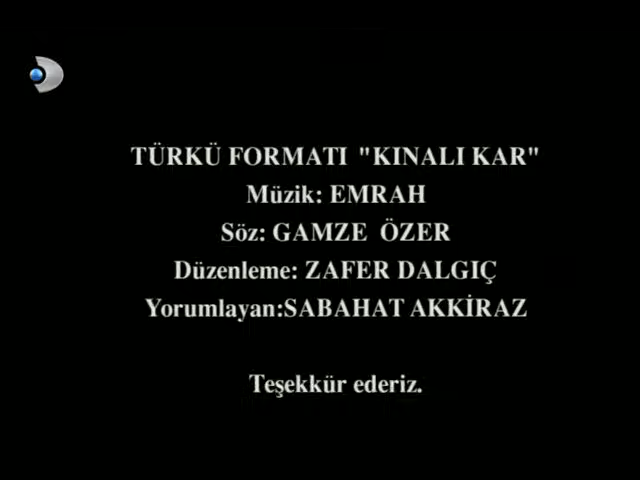 TÜRKÜ FORMATI "KINALI KAR"
Müzik: EMRAH
Söz: GAMZE ÖZER
Düzenleme: ZAFER DALGIÇ
Yorumlayan:SABAHAT AKKİRAZ
Teşekkür ederiz.